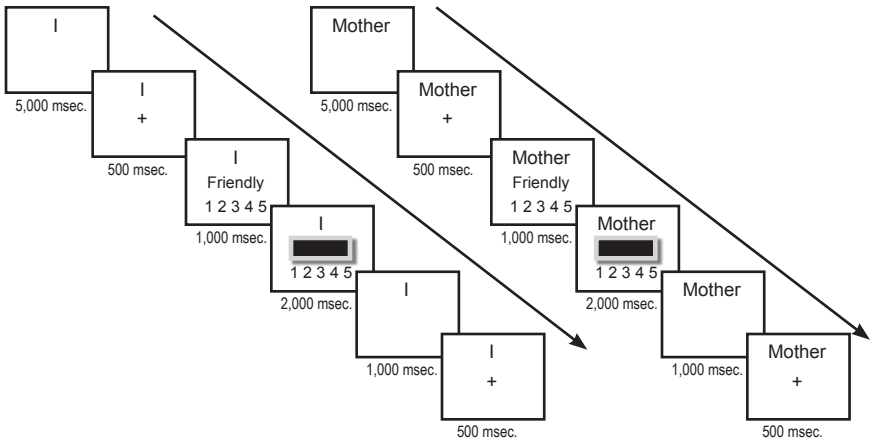 I
5,000 msec.
I
+
500 msec.
I
Friendly
1 2 3 4 5
1,000 msec.
I
1 2 3 4 5
2,000 msec.
I
1,000 msec.
I
+
500 msec.
Mother
5,000 msec.
Mother
+
500 msec.
Mother
Friendly
1 2 3 4 5
1,000 msec.
Mother
1 2 3 4 5
2,000 msec.
Mother
1,000 msec.
Mother
+
500 msec.